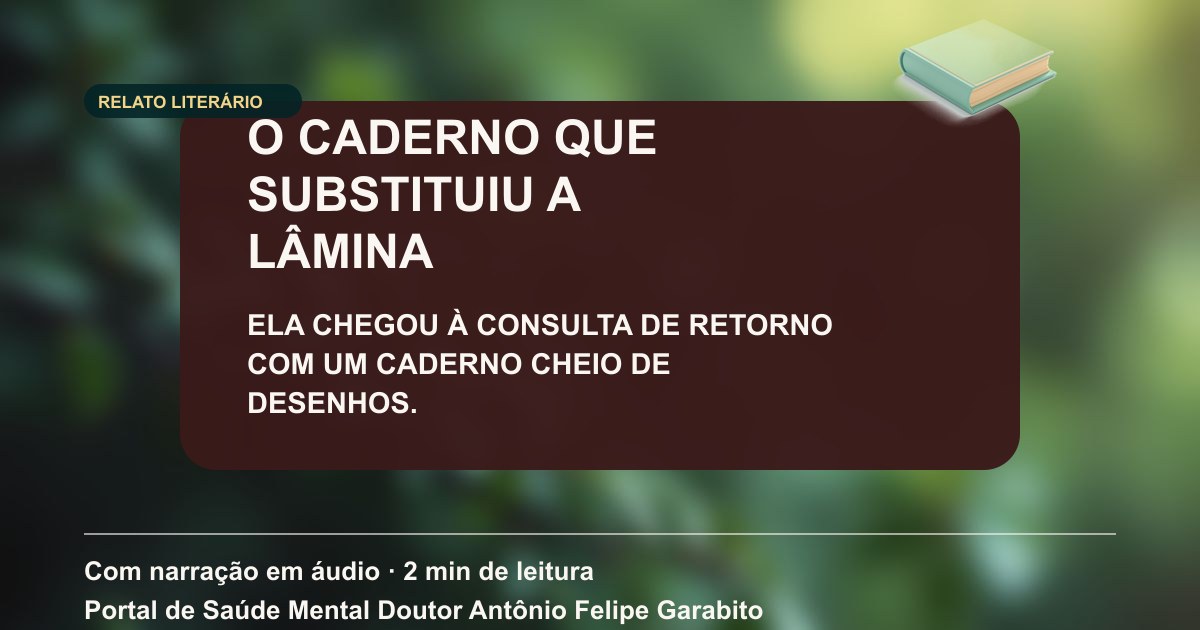 RELATO LITERÁRIO
O CADERNO QUE
SUBSTITUIU A
LÂMINA
ELA CHEGOU À CONSULTA DE RETORNO
COM UM CADERNO CHEIO DE
DESENHOS.
Com narração em áudio · 2 min de leitura
Portal de Saúde Mental Doutor Antônio Felipe Garabito